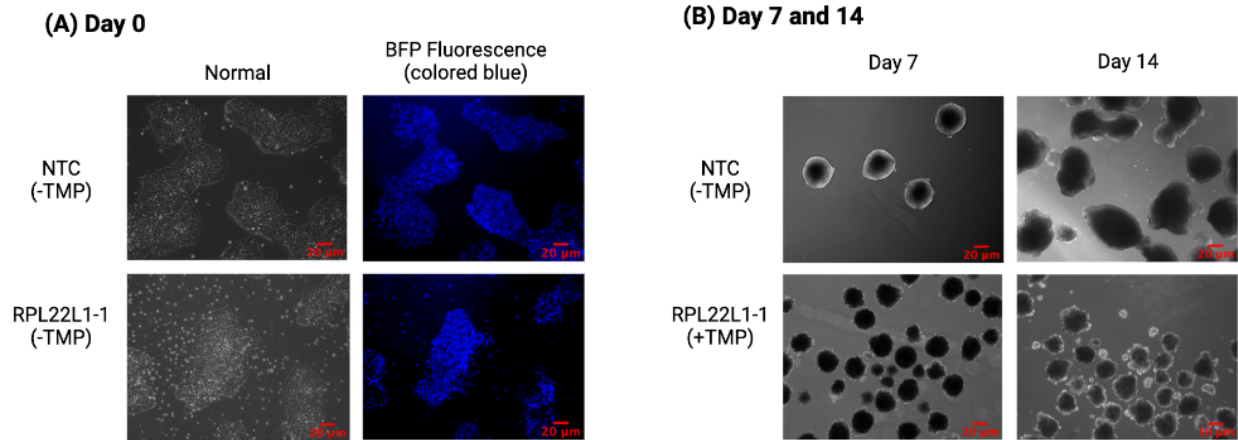 (A) Day 0
Normal
BFP Fluorescence
(colored blue)
NTC
(-TMP)
20 µm
20 µm
RPL22L1-1
(-TMP)
20 µm
20 µm
(B) Day 7 and 14
Day 7
Day 14
NTC
(-TMP)
20 µm
20 µm
RPL22L1-1
(+TMP)
20 µm